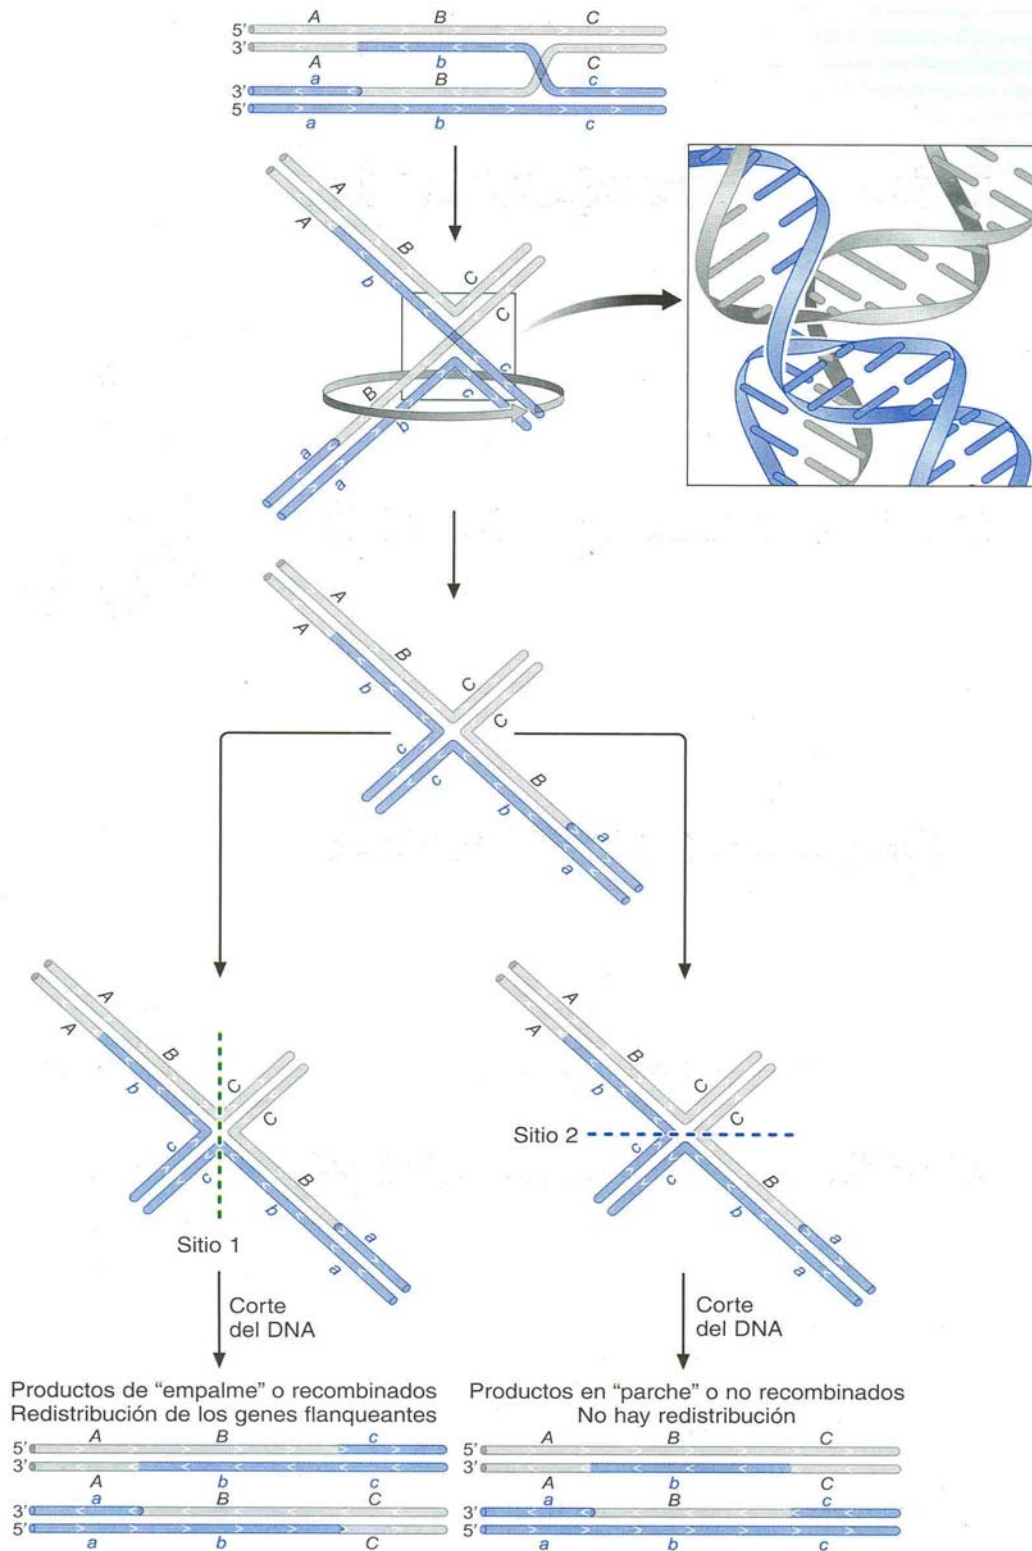 A B C
5′
3′
A b C
a B c
3′
5′
a b c
A
A
B
b
C
C
B
b
c
c
a
a
A
A
B
b
C
C
c
c
B
b
a
a
A
A
B
b
C
C
c
c
B
b
a
a
Sitio 1
Corte
del DNA
A
A
B
b
C
C
Sitio 2
c
c
B
b
a
a
Corte
del DNA
Productos de “empalme” o recombinados
Redistribución de los genes flanqueantes
A B c
5′
3′
A b c
a B C
3′
5′
a b C
Productos en “parche” o no recombinados
No hay redistribución
A B C
5′
3′
A b C
a B c
3′
5′
a b c